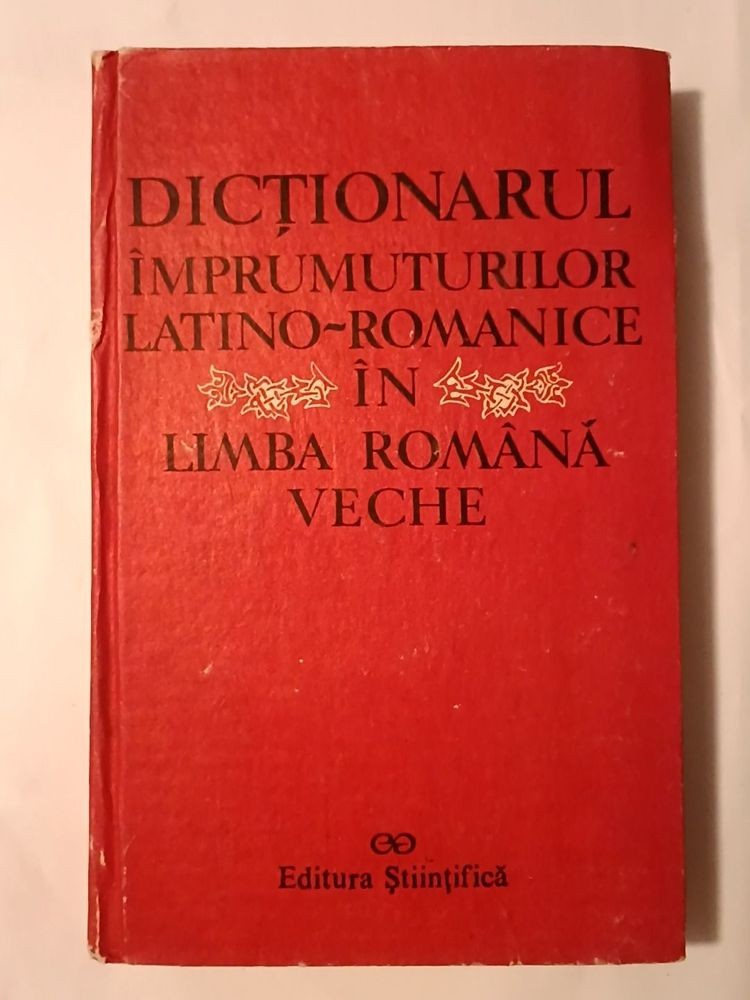 DICȚIONARUL
ÎMPRUMUTURILOR
LATINO-ROMANICE
ÎN
LIMBA ROMÂNĂ
VECHE
Editura Științifică